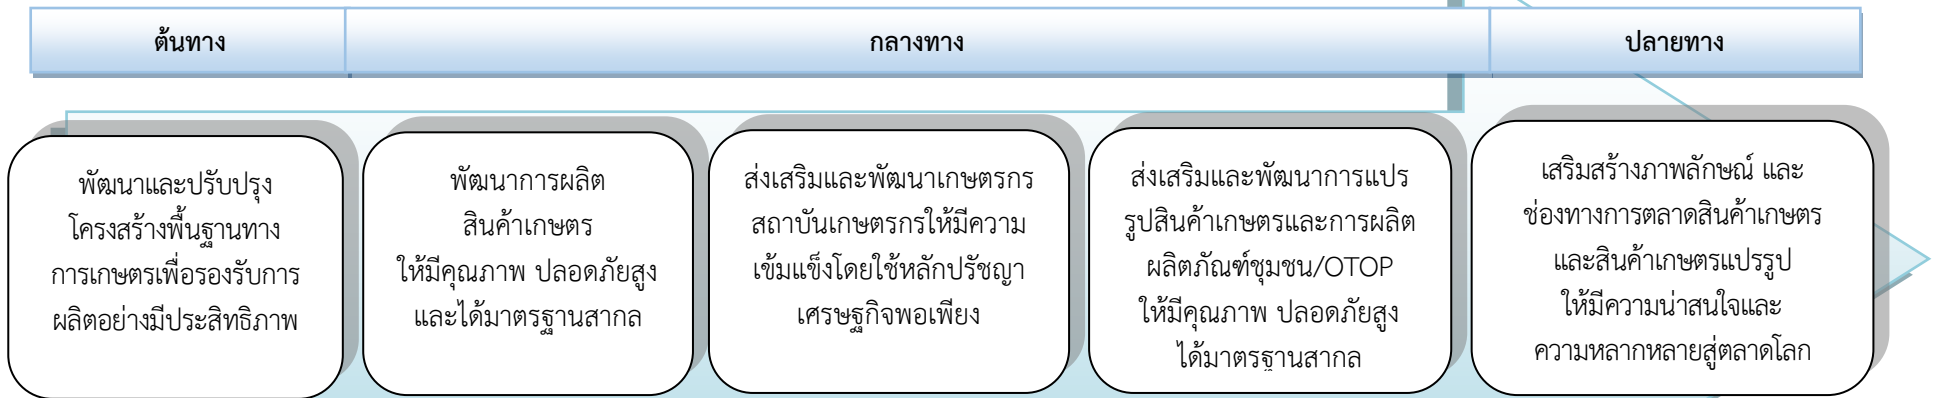 ต้นทาง
กลางทาง
ปลายทาง
พัฒนาและปรับปรุง
โครงสร้างพื้นฐานทาง
การเกษตรเพื่อรองรับการ
ผลิตอย่างมีประสิทธิภาพ
พัฒนาการผลิต
สินค้าเกษตร
ให้มีคุณภาพ ปลอดภัยสูง
และได้มาตรฐานสากล
ส่งเสริมและพัฒนาเกษตรกร
สถาบันเกษตรกรให้มีความ
เข้มแข็งโดยใช้หลักปรัชญา
เศรษฐกิจพอเพียง
ส่งเสริมและพัฒนาการแปร
รูปสินค้าเกษตรและการผลิต
ผลิตภัณฑ์ชุมชน/OTOP
ให้มีคุณภาพ ปลอดภัยสูง
ได้มาตรฐานสากล
เสริมสร้างภาพลักษณ์ และ
ช่องทางการตลาดสินค้าเกษตร
และสินค้าเกษตรแปรรูป
ให้มีความน่าสนใจและ
ความหลากหลายสู่ตลาดโลก